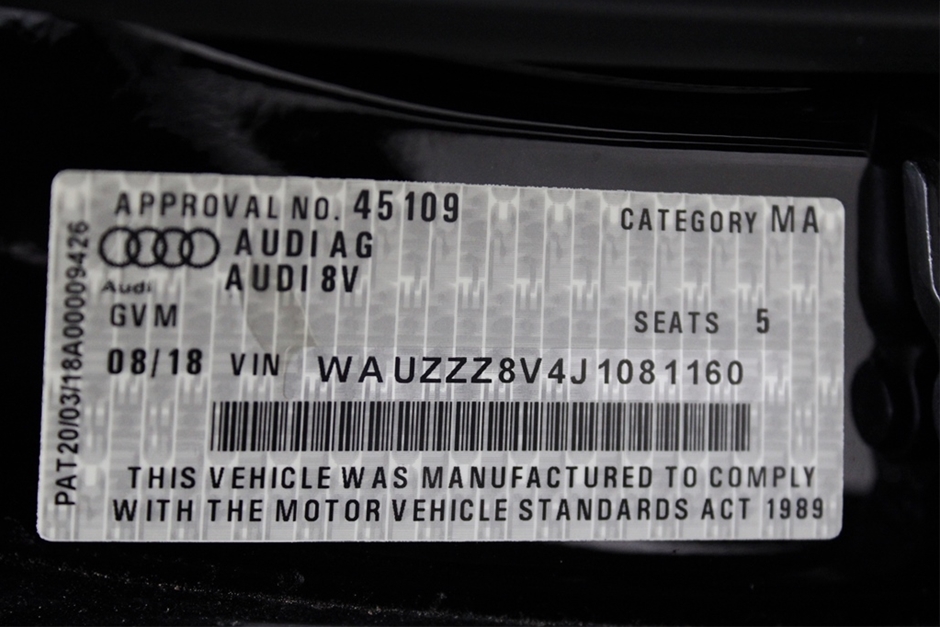 APPROVAL NO. 45109
CATEGORY MA
AUDI AG
Audi
AUDI 8V
GVM
SEATS 5
08/18 VIN WAUZZZ8V4J1081160
THIS VEHICLE WAS MANUFACTURED TO COMPLY
WITH THE MOTOR VEHICLE STANDARDS ACT 1989
PAT20/03/18A000009426